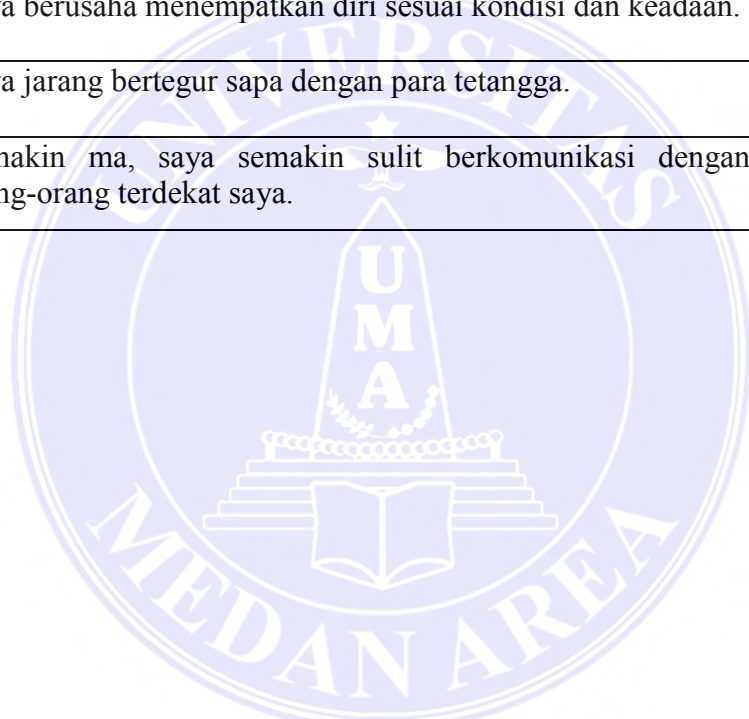 a berusaha menempatkan diri sesuai kondisi dan keadaan.
a jarang bertegur sapa dengan para tetangga.
makin ma, saya semakin sulit berkomunikasi dengan
ng-orang terdekat saya.
UNIVERSITAS
UMA
MEDAN AREA